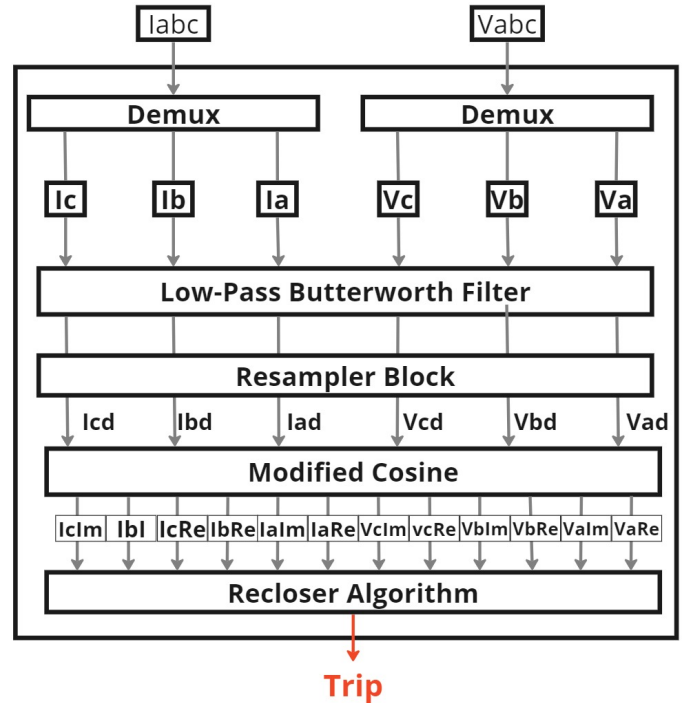 Iabc Vabc
Demux Demux
Ic Ib Ia Vc Vb Va
Low-Pass Butterworth Filter
Resampler Block
Icd Ibd Iad Vcd Vbd Vad
Modified Cosine
IcIm IbI IcRe IbRe IaIm IaRe VcIm vcRe VbIm VbRe VaIm VaRe
Recloser Algorithm
Trip